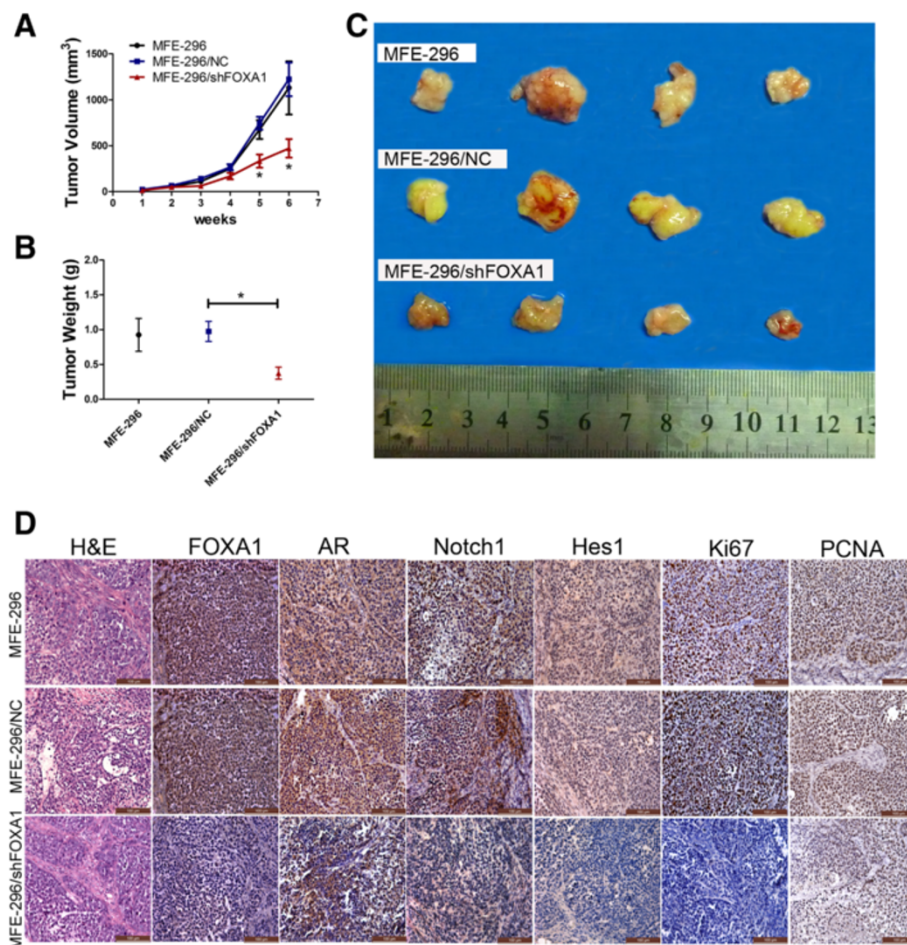 A
MFE-296
MFE-296/NC
MFE-296/shFOXA1
Tumor Volume (mm³)
1500
1000
500
0
0 1 2 3 4 5 6 7
* *
weeks
B
Tumor Weight (g)
2.0
1.5
1.0
0.5
0.0
*
MFE-296
MFE-296/NC
MFE-296/shFOXA1
C
MFE-296
MFE-296/NC
MFE-296/shFOXA1
1 2 3 4 5 6 7 8 9 10 11 12 13
D
H&E FOXA1 AR Notch1 Hes1 Ki67 PCNA
MFE-296
MFE-296/NC
MFE-296/shFOXA1